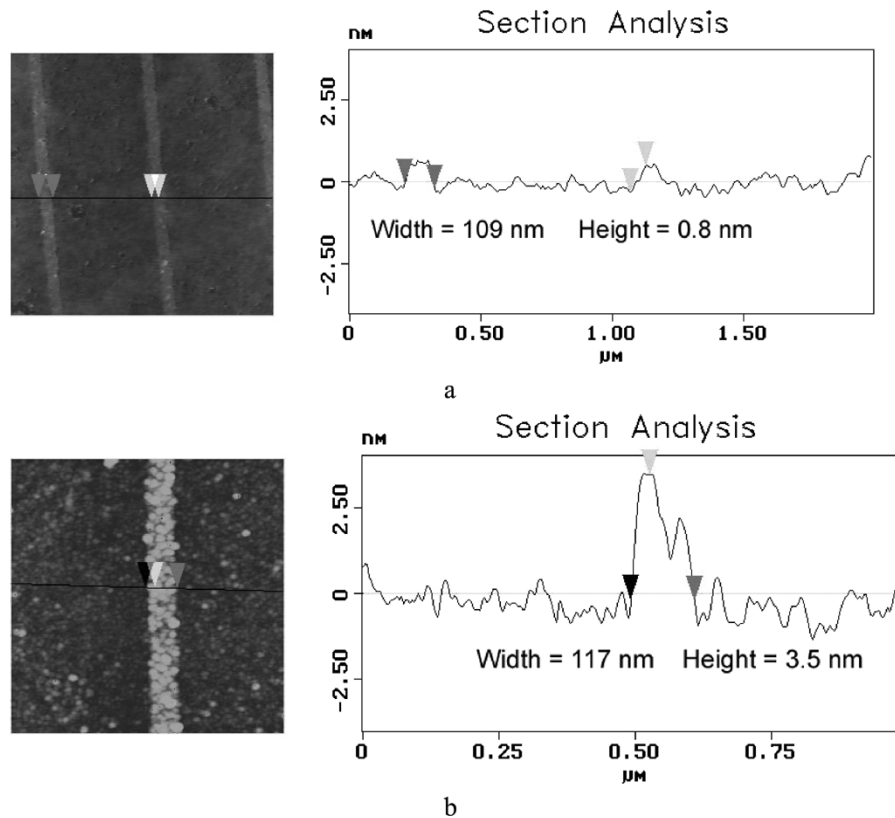 Section Analysis
nM
2.50
0
-2.50
Width = 109 nm Height = 0.8 nm
0 0.50 1.00 1.50
µM
a
Section Analysis
nM
2.50
0
-2.50
Width = 117 nm Height = 3.5 nm
0 0.25 0.50 0.75
µM
b